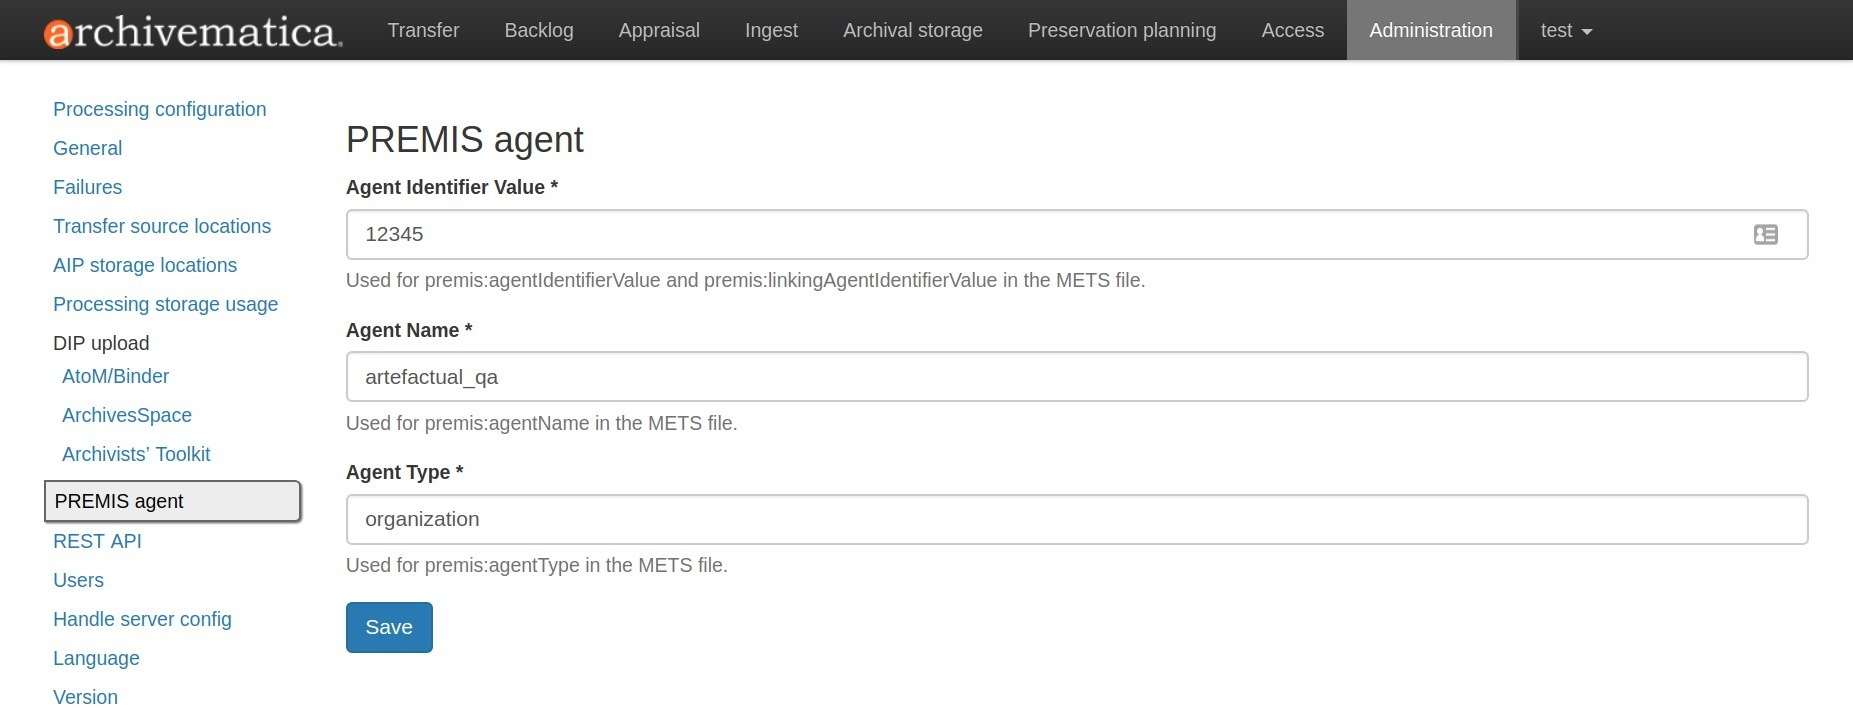 archivematica.
Transfer Backlog Appraisal Ingest Archival storage Preservation planning Access Administration test
Processing configuration
General
Failures
Transfer source locations
AIP storage locations
Processing storage usage
DIP upload
AtoM/Binder
ArchivesSpace
Archivists’ Toolkit
PREMIS agent
REST API
Users
Handle server config
Language
Version
PREMIS agent
Agent Identifier Value *
12345
Used for premis:agentIdentifierValue and premis:linkingAgentIdentifierValue in the METS file.
Agent Name *
artefactual_qa
Used for premis:agentName in the METS file.
Agent Type *
organization
Used for premis:agentType in the METS file.
Save